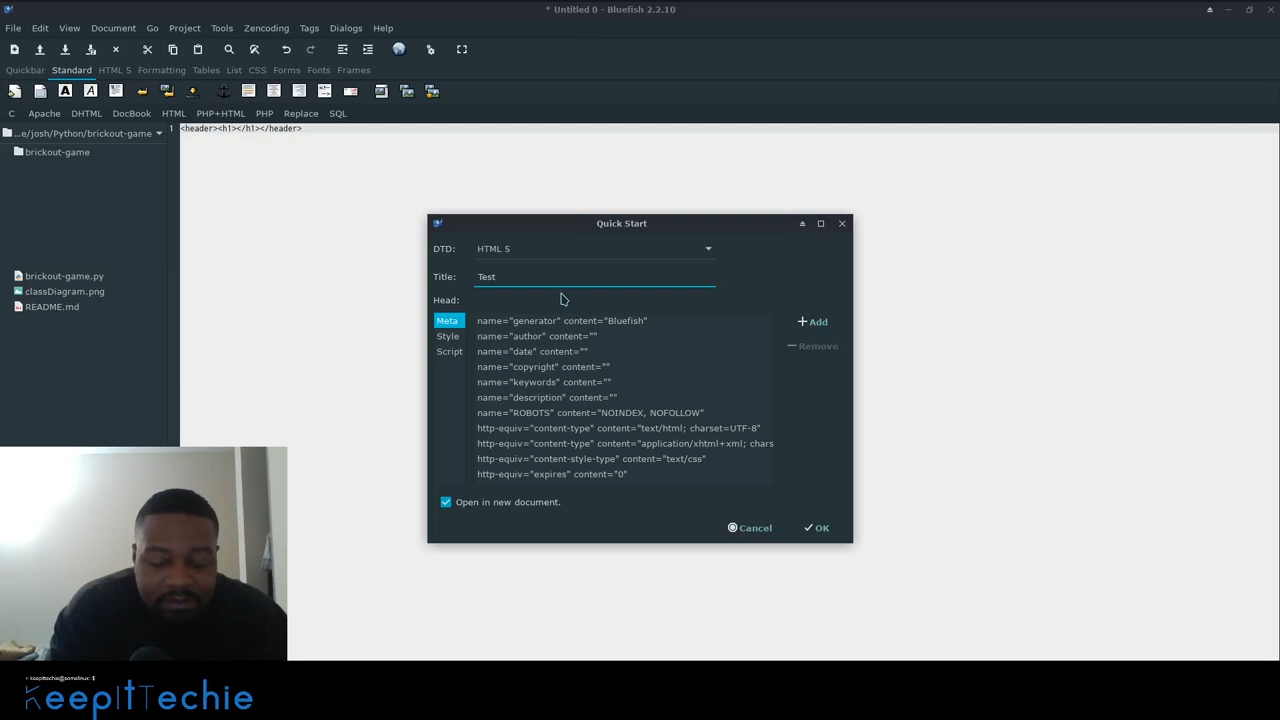 * Untitled 0 - Bluefish 2.2.10
File Edit View Document Go Project Tools Zencoding Tags Dialogs Help
Quickbar Standard HTML 5 Formatting Tables List CSS Forms Fonts Frames
C Apache DHTML DocBook HTML PHP+HTML PHP Replace SQL
...e/josh/Python/brickout-game
1 <header><h1></h1></header>
brickout-game
brickout-game.py
classDiagram.png
README.md
Quick Start
DTD: HTML 5
Title: Test
Head:
Meta
Style
Script
name="generator" content="Bluefish"
name="author" content=""
name="date" content=""
name="copyright" content=""
name="keywords" content=""
name="description" content=""
name="ROBOTS" content="NOINDEX, NOFOLLOW"
http-equiv="content-type" content="text/html; charset=UTF-8"
http-equiv="content-type" content="application/xhtml+xml; chars
http-equiv="content-style-type" content="text/css"
http-equiv="expires" content="0"
Add
Remove
Open in new document.
Cancel OK
> keepittechie@somalinux: $
KeepItTechie